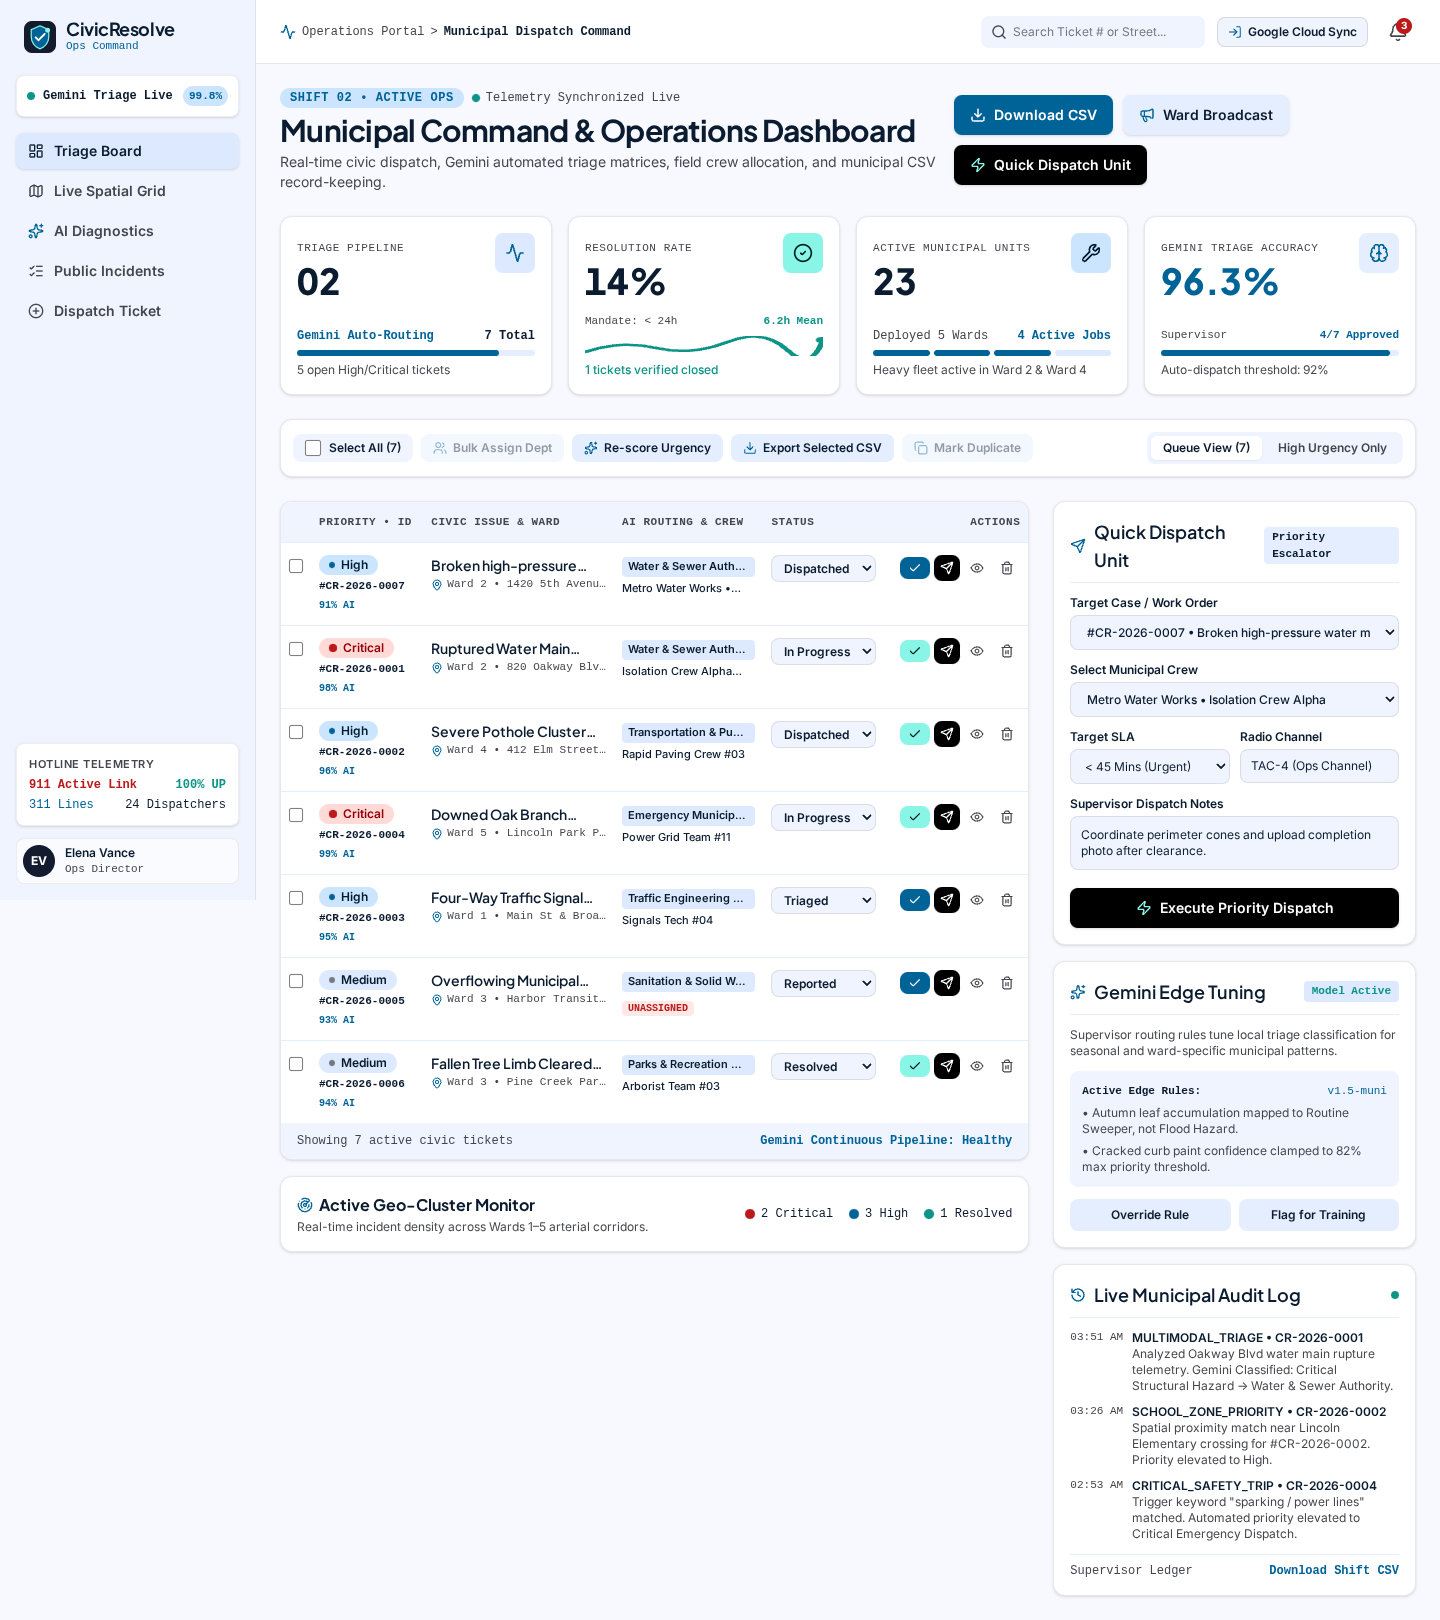 CivicResolve
Ops Command
Gemini Triage Live 99.8%
Triage Board
Live Spatial Grid
AI Diagnostics
Public Incidents
Dispatch Ticket
HOTLINE TELEMETRY
911 Active Link 100% UP
311 Lines 24 Dispatchers
EV
Elena Vance
Ops Director
Operations Portal > Municipal Dispatch Command
Search Ticket # or Street...
Google Cloud Sync
3
SHIFT 02 • ACTIVE OPS
Telemetry Synchronized Live
Municipal Command & Operations Dashboard
Real-time civic dispatch, Gemini automated triage matrices, field crew allocation, and municipal CSV
record-keeping.
Download CSV
Ward Broadcast
Quick Dispatch Unit
TRIAGE PIPELINE
02
Gemini Auto-Routing 7 Total
5 open High/Critical tickets
RESOLUTION RATE
14%
Mandate: < 24h 6.2h Mean
1 tickets verified closed
ACTIVE MUNICIPAL UNITS
23
Deployed 5 Wards 4 Active Jobs
Heavy fleet active in Ward 2 & Ward 4
GEMINI TRIAGE ACCURACY
96.3%
Supervisor 4/7 Approved
Auto-dispatch threshold: 92%
Select All (7)
Bulk Assign Dept
Re-score Urgency
Export Selected CSV
Mark Duplicate
Queue View (7)
High Urgency Only
PRIORITY • ID CIVIC ISSUE & WARD AI ROUTING & CREW STATUS ACTIONS
High Broken high-pressure... Water & Sewer Auth... Dispatched
#CR-2026-0007 Ward 2 • 1420 5th Avenu... Metro Water Works •...
91% AI
Critical Ruptured Water Main... Water & Sewer Auth... In Progress
#CR-2026-0001 Ward 2 • 820 Oakway Blv... Isolation Crew Alpha...
98% AI
High Severe Pothole Cluster... Transportation & Pu... Dispatched
#CR-2026-0002 Ward 4 • 412 Elm Street... Rapid Paving Crew #03
96% AI
Critical Downed Oak Branch... Emergency Municip... In Progress
#CR-2026-0004 Ward 5 • Lincoln Park P... Power Grid Team #11
99% AI
High Four-Way Traffic Signal... Traffic Engineering ... Triaged
#CR-2026-0003 Ward 1 • Main St & Broa... Signals Tech #04
95% AI
Medium Overflowing Municipal... Sanitation & Solid W... Reported
#CR-2026-0005 Ward 3 • Harbor Transit... UNASSIGNED
93% AI
Medium Fallen Tree Limb Cleared... Parks & Recreation ... Resolved
#CR-2026-0006 Ward 3 • Pine Creek Par... Arborist Team #03
94% AI
Showing 7 active civic tickets Gemini Continuous Pipeline: Healthy
Active Geo-Cluster Monitor
Real-time incident density across Wards 1–5 arterial corridors.
2 Critical 3 High 1 Resolved
Quick Dispatch
Unit
Priority
Escalator
Target Case / Work Order
#CR-2026-0007 • Broken high-pressure water m
Select Municipal Crew
Metro Water Works • Isolation Crew Alpha
Target SLA Radio Channel
< 45 Mins (Urgent) TAC-4 (Ops Channel)
Supervisor Dispatch Notes
Coordinate perimeter cones and upload completion
photo after clearance.
Execute Priority Dispatch
Gemini Edge Tuning Model Active
Supervisor routing rules tune local triage classification for
seasonal and ward-specific municipal patterns.
Active Edge Rules: v1.5-muni
• Autumn leaf accumulation mapped to Routine
Sweeper, not Flood Hazard.
• Cracked curb paint confidence clamped to 82%
max priority threshold.
Override Rule Flag for Training
Live Municipal Audit Log
03:51 AM MULTIMODAL_TRIAGE • CR-2026-0001
Analyzed Oakway Blvd water main rupture
telemetry. Gemini Classified: Critical
Structural Hazard → Water & Sewer Authority.
03:26 AM SCHOOL_ZONE_PRIORITY • CR-2026-0002
Spatial proximity match near Lincoln
Elementary crossing for #CR-2026-0002.
Priority elevated to High.
02:53 AM CRITICAL_SAFETY_TRIP • CR-2026-0004
Trigger keyword "sparking / power lines"
matched. Automated priority elevated to
Critical Emergency Dispatch.
Supervisor Ledger Download Shift CSV